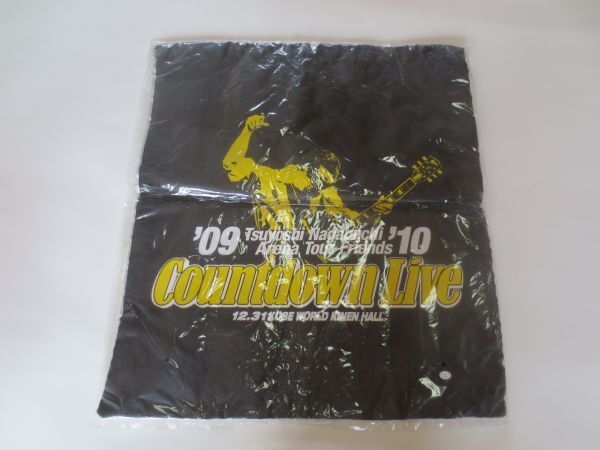 '09 Tsuyoshi Nagabuchi '10
Arena Tour Friends
Countdown Live
12.31 KOBE WORLD KINEN HALL